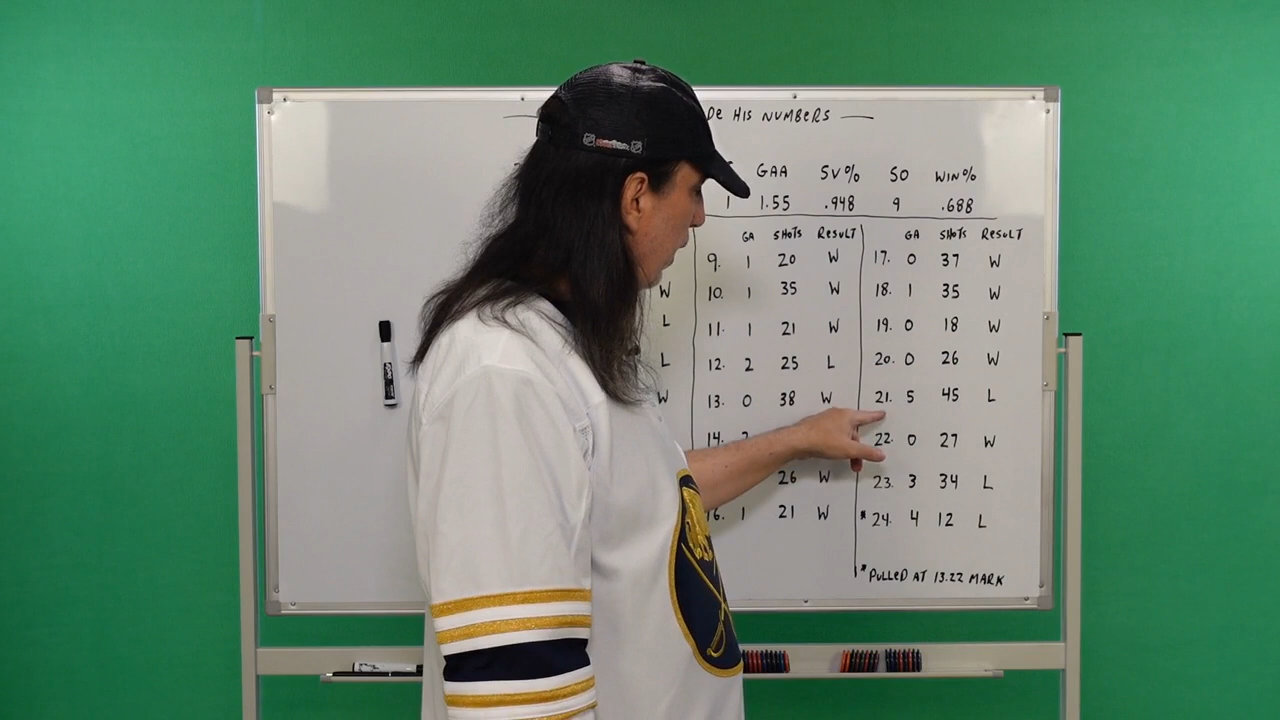 — De HIS NUMBERS —
GAA SV% SO WIN%
1 1.55 .948 9 .688
GA SHOTS ResulT GA SHOTS ResulT
9. 1 20 W 17. 0 37 W
W 10. 1 35 W 18. 1 35 W
L 11. 1 21 W 19. 0 18 W
L 12. 2 25 L 20. 0 26 W
W 13. 0 38 W 21. 5 45 L
14. 22. 0 27 W
26 W 23. 3 34 L
16. 1 21 W * 24. 4 12 L
* Pulled AT 13.22 MARK